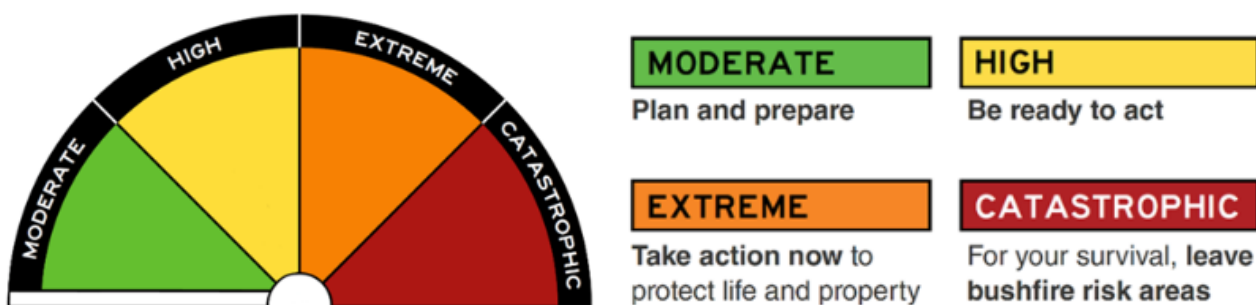 MODERATE
HIGH
EXTREME
CATASTROPHIC
MODERATE
Plan and prepare
HIGH
Be ready to act
EXTREME
Take action now to
protect life and property
CATASTROPHIC
For your survival, leave
bushfire risk areas